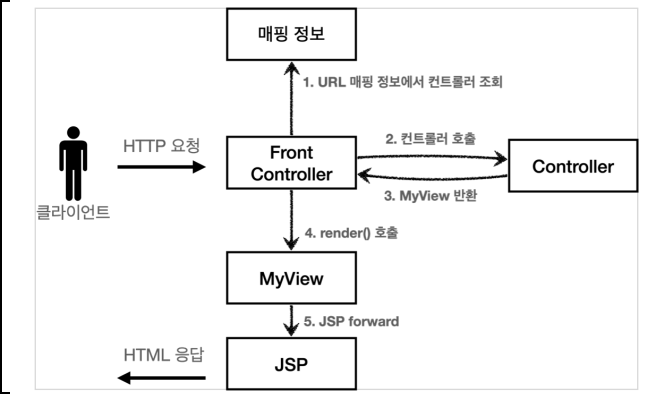 매핑 정보
1. URL 매핑 정보에서 컨트롤러 조회
HTTP 요청
Front
Controller
2. 컨트롤러 호출
Controller
3. MyView 반환
클라이언트
4. render() 호출
MyView
5. JSP forward
HTML 응답
JSP